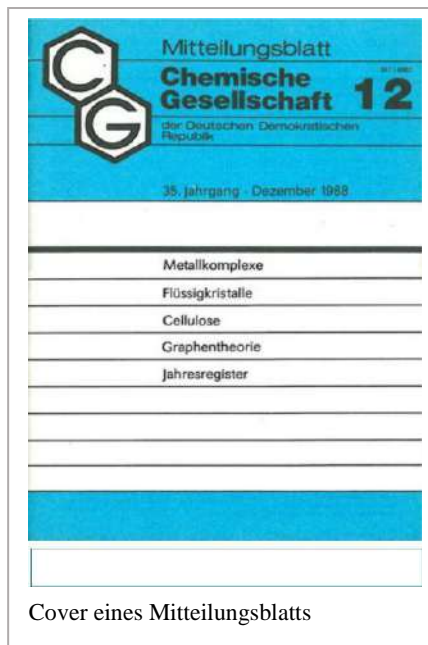 C
G
Mitteilungsblatt
Chemische
Gesellschaft 12
der Deutschen Demokratischen
Republik
35. Jahrgang · Dezember 1988
Metallkomplexe
Flüssigkristalle
Cellulose
Graphentheorie
Jahresregister
Cover eines Mitteilungsblatts